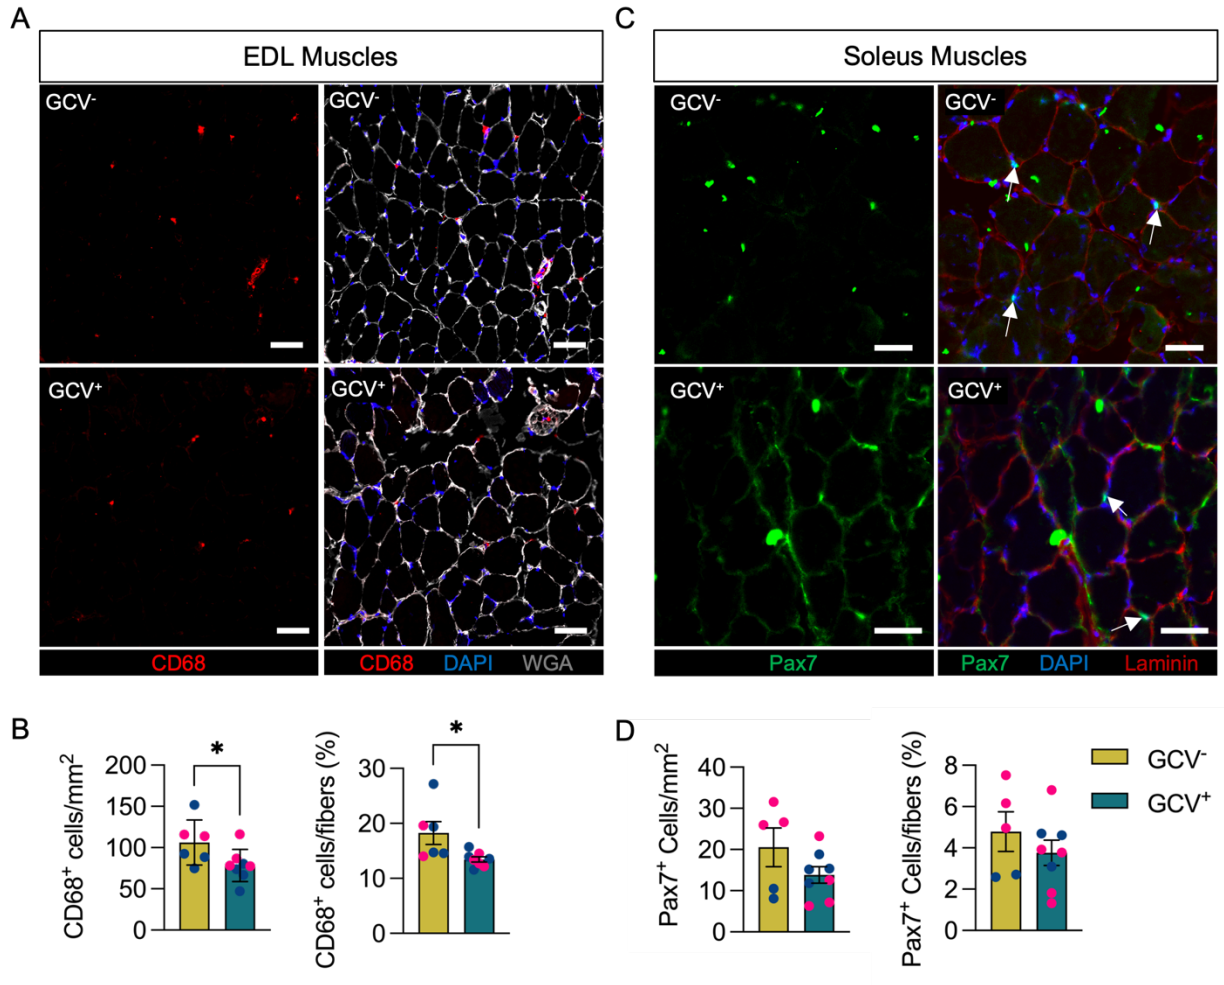 A
EDL Muscles
GCV-
GCV-
GCV+
GCV+
CD68
CD68 DAPI WGA
C
Soleus Muscles
GCV-
GCV-
GCV+
GCV+
Pax7
Pax7 DAPI Laminin
B
CD68+ cells/mm2
200
150
100
50
0
*
CD68+ cells/fibers (%)
30
20
10
0
*
D
Pax7+ Cells/mm2
40
30
20
10
0
Pax7+ Cells/fibers (%)
8
6
4
2
0
GCV-
GCV+